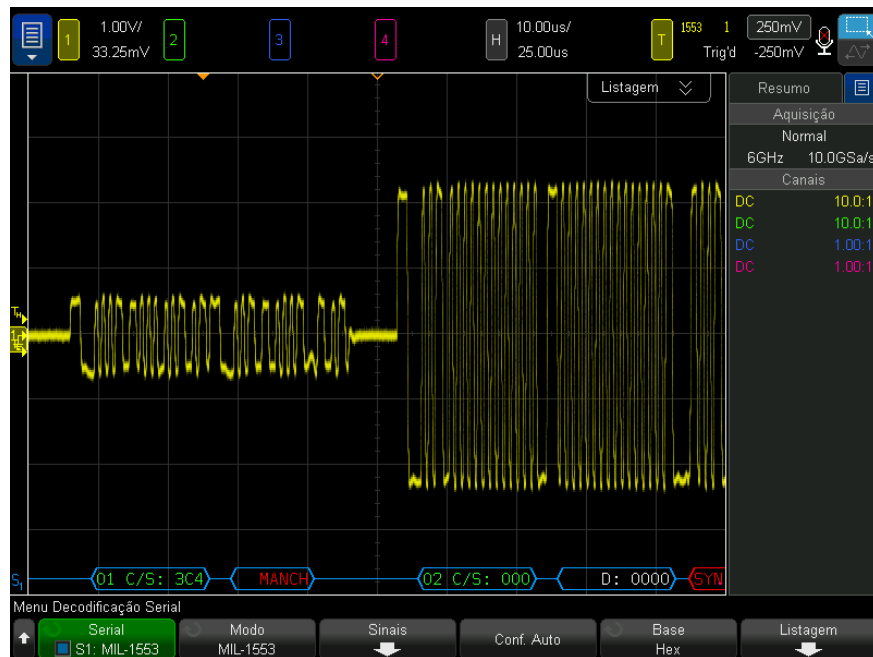 1 1.00V/ 2 3 4 H 10.00us/ T 1553 1 250mV
33.25mV 25.00us Trig'd -250mV
Listagem
Resumo
Aquisição
Normal
6GHz 10.0GSa/s
Canais
DC 10.0:1
DC 10.0:1
DC 1.00:1
DC 1.00:1
S1 01 C/S: 3C4 MANCH 02 C/S: 000 D: 0000 SYN
Menu Decodificação Serial
Serial Modo Sinais Conf. Auto Base Listagem
S1: MIL-1553 MIL-1553 Hex